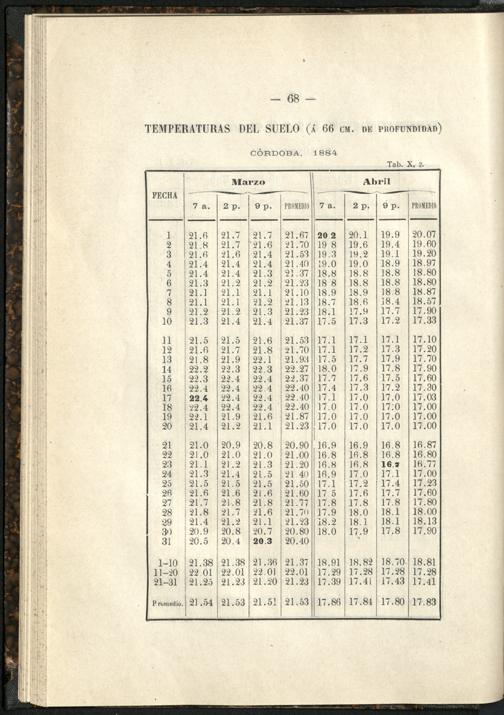 — 68 —
TEMPERATURAS DEL SUELO (Á 66 CM. DE PROFUNDIDAD)
CÓRDOBA, 1884
Tab. X, 2.
FECHA Marzo Abril
7 a. 2 p. 9 p. PROMEDIO 7 a. 2 p. 9 p. PROMEDIO
1 21.6 21.7 21.7 21.67 20 2 20.1 19.9 20.07
2 21.8 21.7 21.6 21.70 19 8 19.6 19.4 19.60
3 21.6 21.6 21.4 21.53 19.3 19.2 19.1 19.20
4 21.4 21.4 21.4 21.40 19.0 19.0 18.9 18.97
5 21.4 21.4 21.3 21.37 18.8 18.8 18.8 18.80
6 21.3 21.2 21.2 21.23 18 8 18.8 18.8 18.80
7 21.1 21.1 21.1 21.10 18.9 18.9 18.8 18.87
8 21.1 21.1 21.2 21.13 18.7 18.6 18.4 18.57
9 21.2 21.2 21.3 21.23 18.1 17.9 17.7 17.90
10 21.3 21.4 21.4 21.37 17.5 17.3 17.2 17.33
11 21.5 21.5 21.6 21.53 17.1 17.1 17.1 17.10
12 21.6 21.7 21.8 21.70 17.1 17.2 17.3 17.20
13 21.8 21.9 22.1 21.93 17.5 17.7 17.9 17.70
14 22.2 22.3 22.3 22.27 18.0 17.9 17.8 17.90
15 22.3 22.4 22.4 22.37 17.7 17.6 17.5 17.60
16 22.4 22.4 22.4 22.40 17.4 17.3 17.2 17.30
17 22.4 22.4 22.4 22.40 17.1 17.0 17.0 17.03
18 22.4 22.4 22.4 22.40 17.0 17.0 17.0 17.00
19 22.1 21.9 21.6 21.87 17.0 17.0 17.0 17.00
20 21.4 21.2 21.1 21.23 17.0 17.0 17.0 17.00
21 21.0 20.9 20.8 20.90 16.9 16.9 16.8 16.87
22 21.0 21.0 21.0 21.00 16.8 16.8 16.8 16.80
23 21.1 21.2 21.3 21.20 16.8 16.8 16.7 16.77
24 21.3 21.4 21.5 21 40 16.9 17.0 17.1 17.00
25 21.5 21.5 21.5 21.50 17.1 17.2 17.4 17.23
26 21.6 21.6 21.6 21.60 17 5 17.6 17.7 17.60
27 21.7 21.8 21.8 21.77 17.8 17.8 17.8 17.80
28 21.8 21.7 21.6 21.70 17.9 18.0 18.1 18.00
29 21.4 21.2 21.1 21.23 18.2 18.1 18.1 18.13
30 20.9 20.8 20.7 20.80 18.0 17.9 17.8 17.90
31 20.5 20.4 20.3 20.40
1-10 21.38 21.38 21.36 21.37 18.91 18.82 18.70 18.81
11-20 22 01 22 01 22 01 22.01 17.29 17.28 17.28 17.28
21-31 21.25 21.23 21.20 21.23 17.39 17.41 17.43 17.41
Promedio. 21.54 21.53 21.51 21.53 17.86 17.84 17.80 17.83